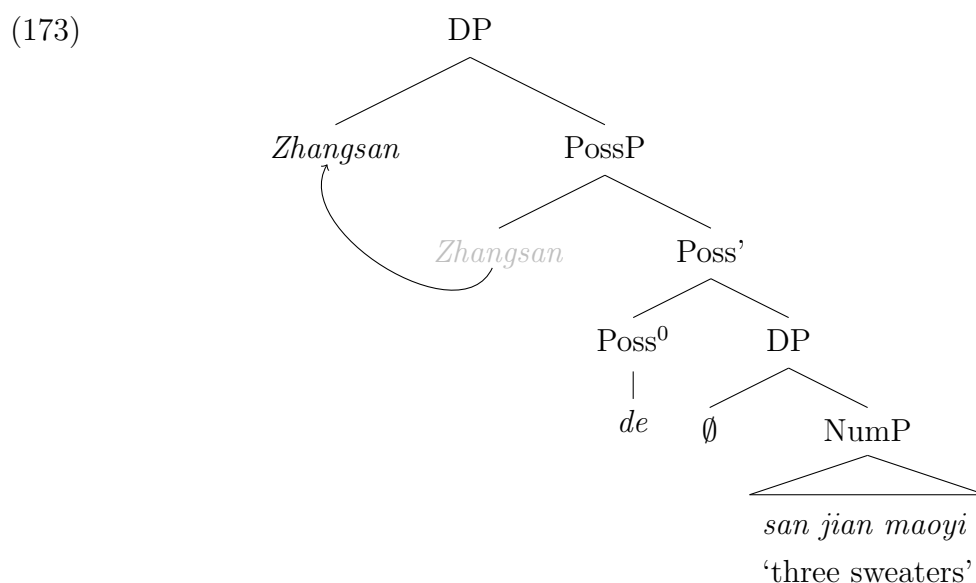 (173) DP
Zhangsan PossP
Zhangsan Poss’
Poss⁰ DP
de ∅ NumP
san jian maoyi
‘three sweaters’